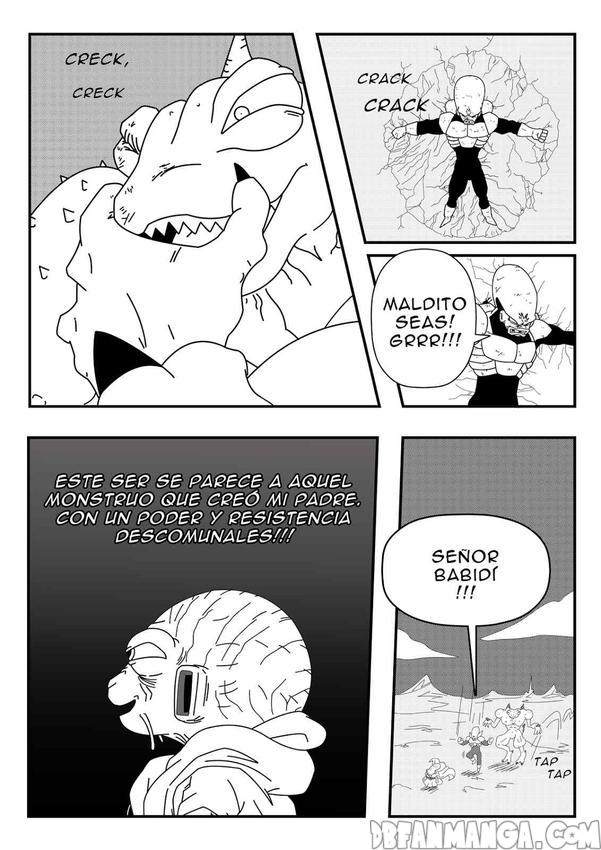 CRECK,
CRECK
CRACK
CRACK
MALDITO
SEAS!
GRRR!!!
ESTE SER SE PARECE A AQUEL
MONSTRUO QUE CREÓ MI PADRE,
CON UN PODER Y RESISTENCIA
DESCOMUNALES!!!
SEÑOR
BABIDÍ
!!!
TAP
TAP
DBFANMANGA.COM